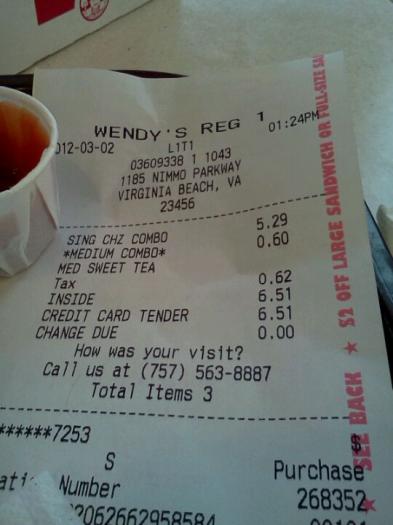 WENDY'S REG 1
012-03-02 L1T1 01:24PM
03609338 1 1043
1185 NIMMO PARKWAY
VIRGINIA BEACH, VA
23456
SING CHZ COMBO 5.29
*MEDIUM COMBO* 0.60
MED SWEET TEA
Tax 0.62
INSIDE 6.51
CREDIT CARD TENDER 6.51
CHANGE DUE 0.00
How was your visit?
Call us at (757) 563-8887
Total Items 3
******7253
S Purchase
Number 268352
2062662958584
SEE BACK ★ $2 OFF LARGE SANDWICH OR FULL-SIZE